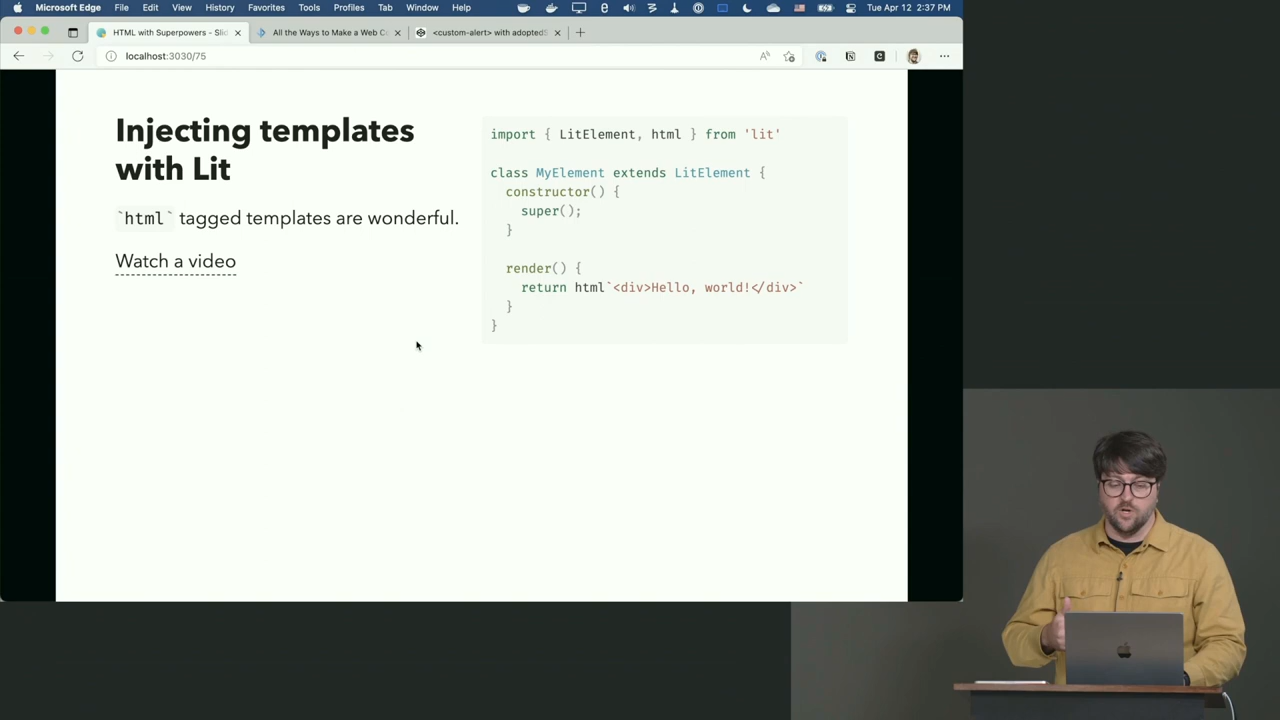 Microsoft Edge File Edit View History Favorites Tools Profiles Tab Window Help Tue Apr 12 2:37 PM
HTML with Superpowers - Slid All the Ways to Make a Web C <custom-alert> with adoptedS
localhost:3030/75
Injecting templates
with Lit
`html` tagged templates are wonderful.
Watch a video
import { LitElement, html } from 'lit'
class MyElement extends LitElement {
constructor() {
super();
}
render() {
return html`<div>Hello, world!</div>`
}
}